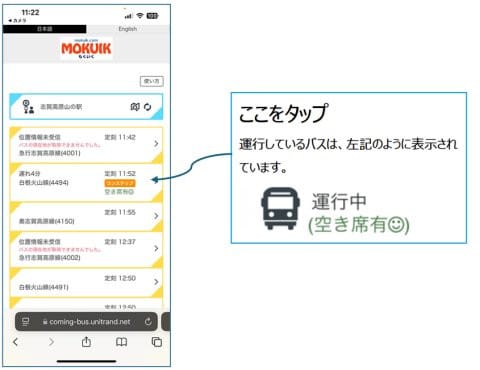 11:22
カメラ
日本語 English
mokuik.com
MOKUIK
もくいく
使い方
志賀高原山の駅
位置情報未受信 定刻 11:42
バスの現在地が取得できませんでした。
急行志賀高原線(4001)
遅れ4分 定刻 11:52
白根火山線(4494) ワンステップ
空き席有
定刻 11:55
奥志賀高原線(4150)
位置情報未受信 定刻 12:37
バスの現在地が取得できませんでした。
急行志賀高原線(4002)
定刻 12:50
白根火山線(4491)
定刻 12:50
coming-bus.unitrand.net
ここをタップ
運行しているバスは、左記のように表示され
ています。
運行中
(空き席有☺)